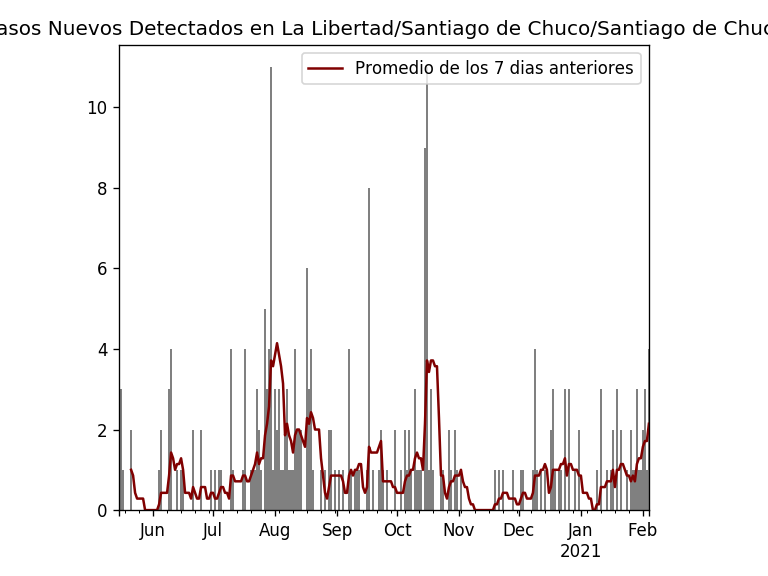 asos Nuevos Detectados en La Libertad/Santiago de Chuco/Santiago de Chuc
Promedio de los 7 dias anteriores
10
8
6
4
2
0
Jun Jul Aug Sep Oct Nov Dec Jan Feb
2021